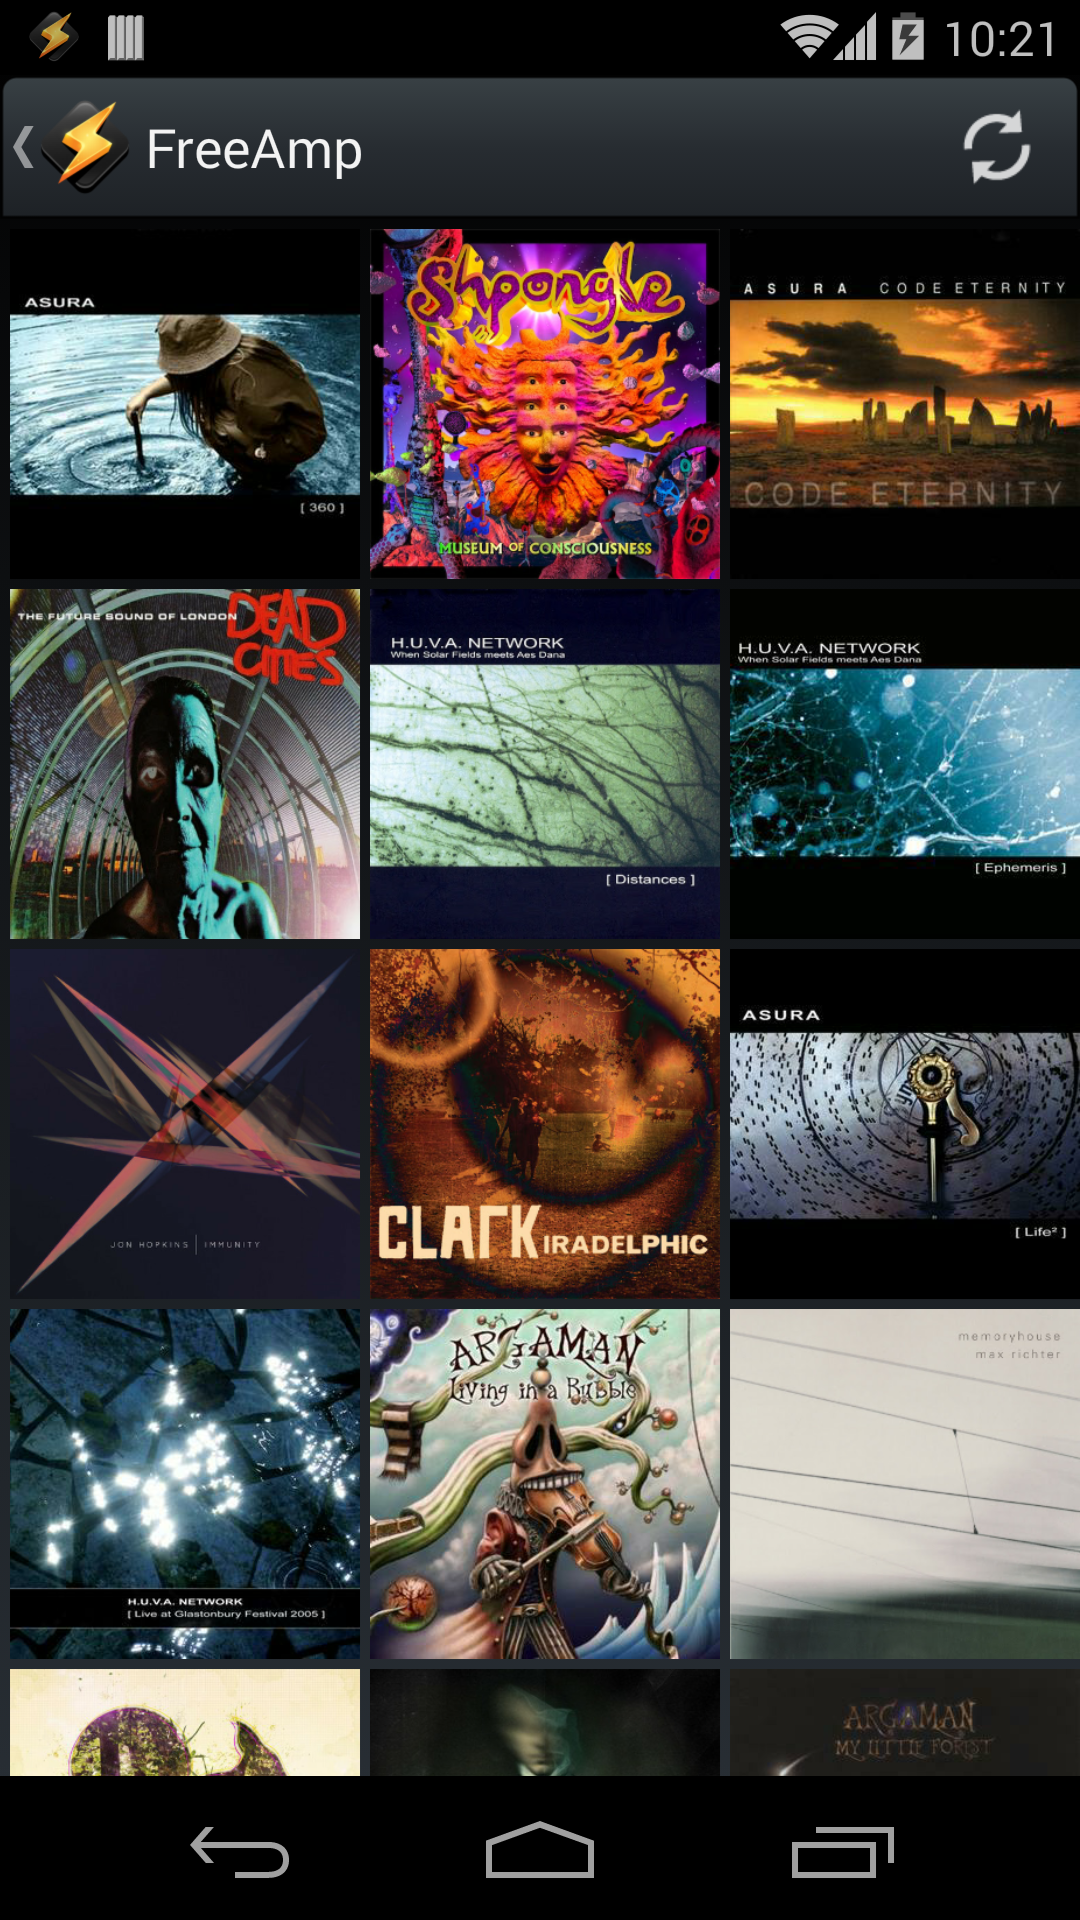 10:21
FreeAmp
ASURA
[ 360 ]
Shpongle
MUSEUM OF CONSCIOUSNESS
ASURA CODE ETERNITY
CODE ETERNITY
THE FUTURE SOUND OF LONDON
DEAD
CITIES
H.U.V.A. NETWORK
When Solar Fields meets Aes Dana
[ Distances ]
H.U.V.A. NETWORK
When Solar Fields meets Aes Dana
[ Ephemeris ]
JON HOPKINS | IMMUNITY
CLARK IRADELPHIC
ASURA
[ Life² ]
H.U.V.A. NETWORK
[ Live at Glastonbury Festival 2005 ]
ARGAMAN
Living in a Bubble
memoryhouse
max richter
ARGAMAN
MY LITTLE FOREST